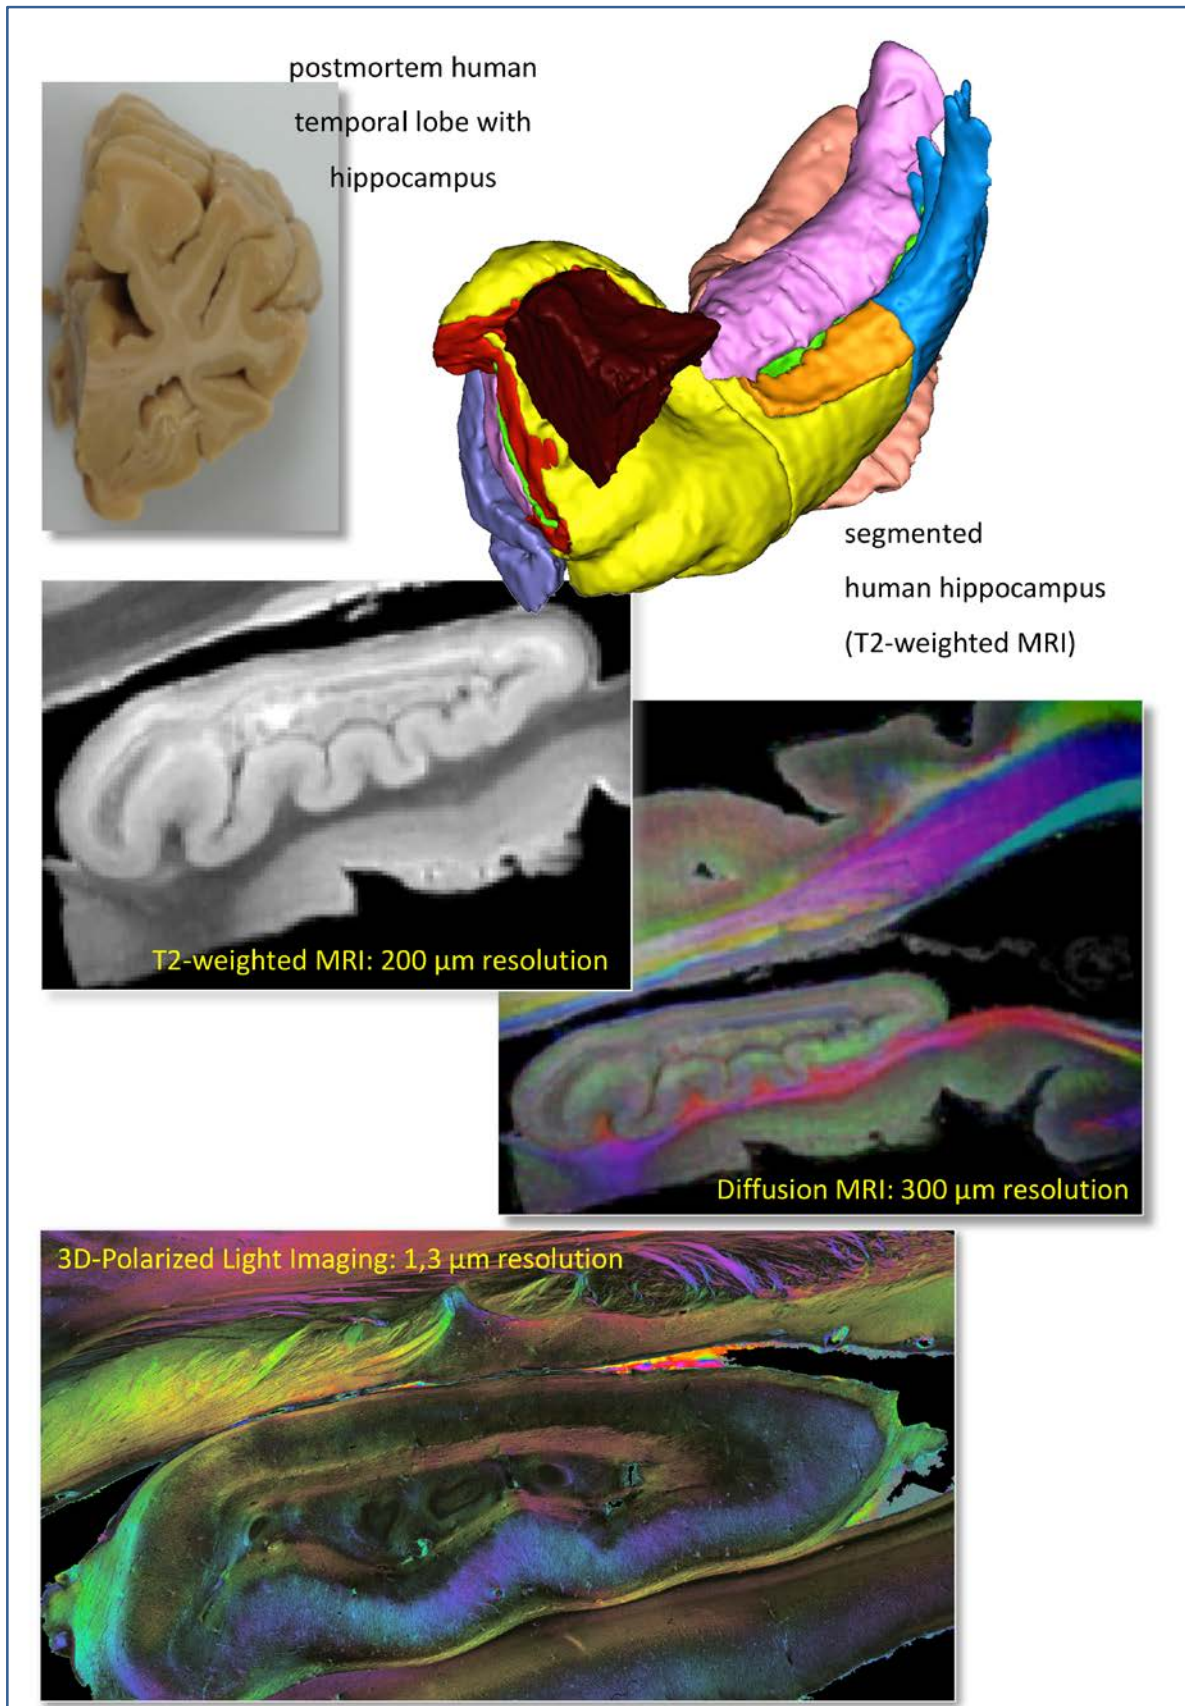 postmortem human
temporal lobe with
hippocampus
segmented
human hippocampus
(T2-weighted MRI)
T2-weighted MRI: 200 µm resolution
Diffusion MRI: 300 µm resolution
3D-Polarized Light Imaging: 1,3 µm resolution